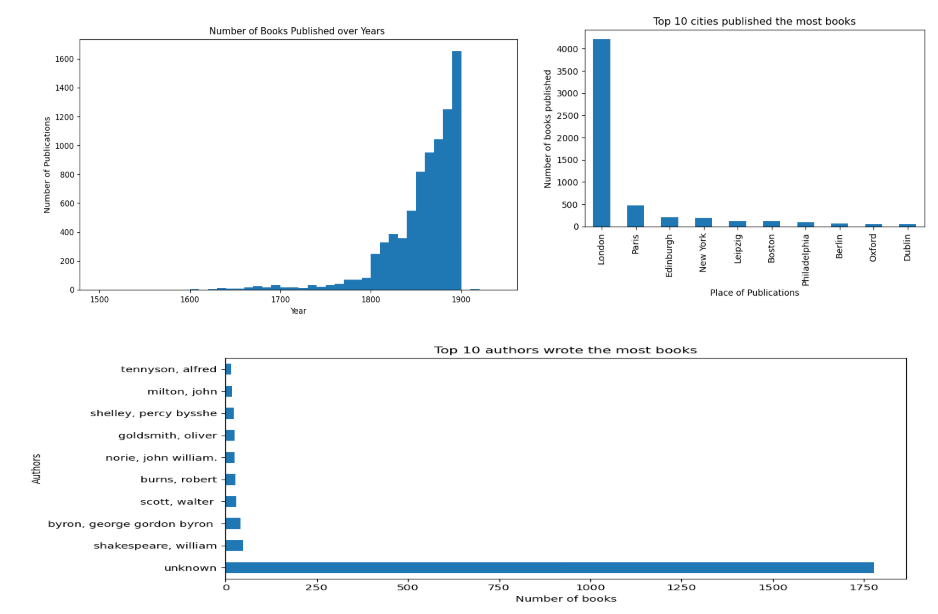 Number of Books Published over Years
Number of Publications
1600
1400
1200
1000
800
600
400
200
0
1500
1600
1700
1800
1900
Year
Top 10 cities published the most books
Number of books published
4000
3500
3000
2500
2000
1500
1000
500
0
London
Paris
Edinburgh
New York
Leipzig
Boston
Philadelphia
Berlin
Oxford
Dublin
Place of Publications
Top 10 authors wrote the most books
Authors
tennyson, alfred
milton, john
shelley, percy bysshe
goldsmith, oliver
norie, john william.
burns, robert
scott, walter
byron, george gordon byron
shakespeare, william
unknown
0
250
500
750
1000
1250
1500
1750
Number of books